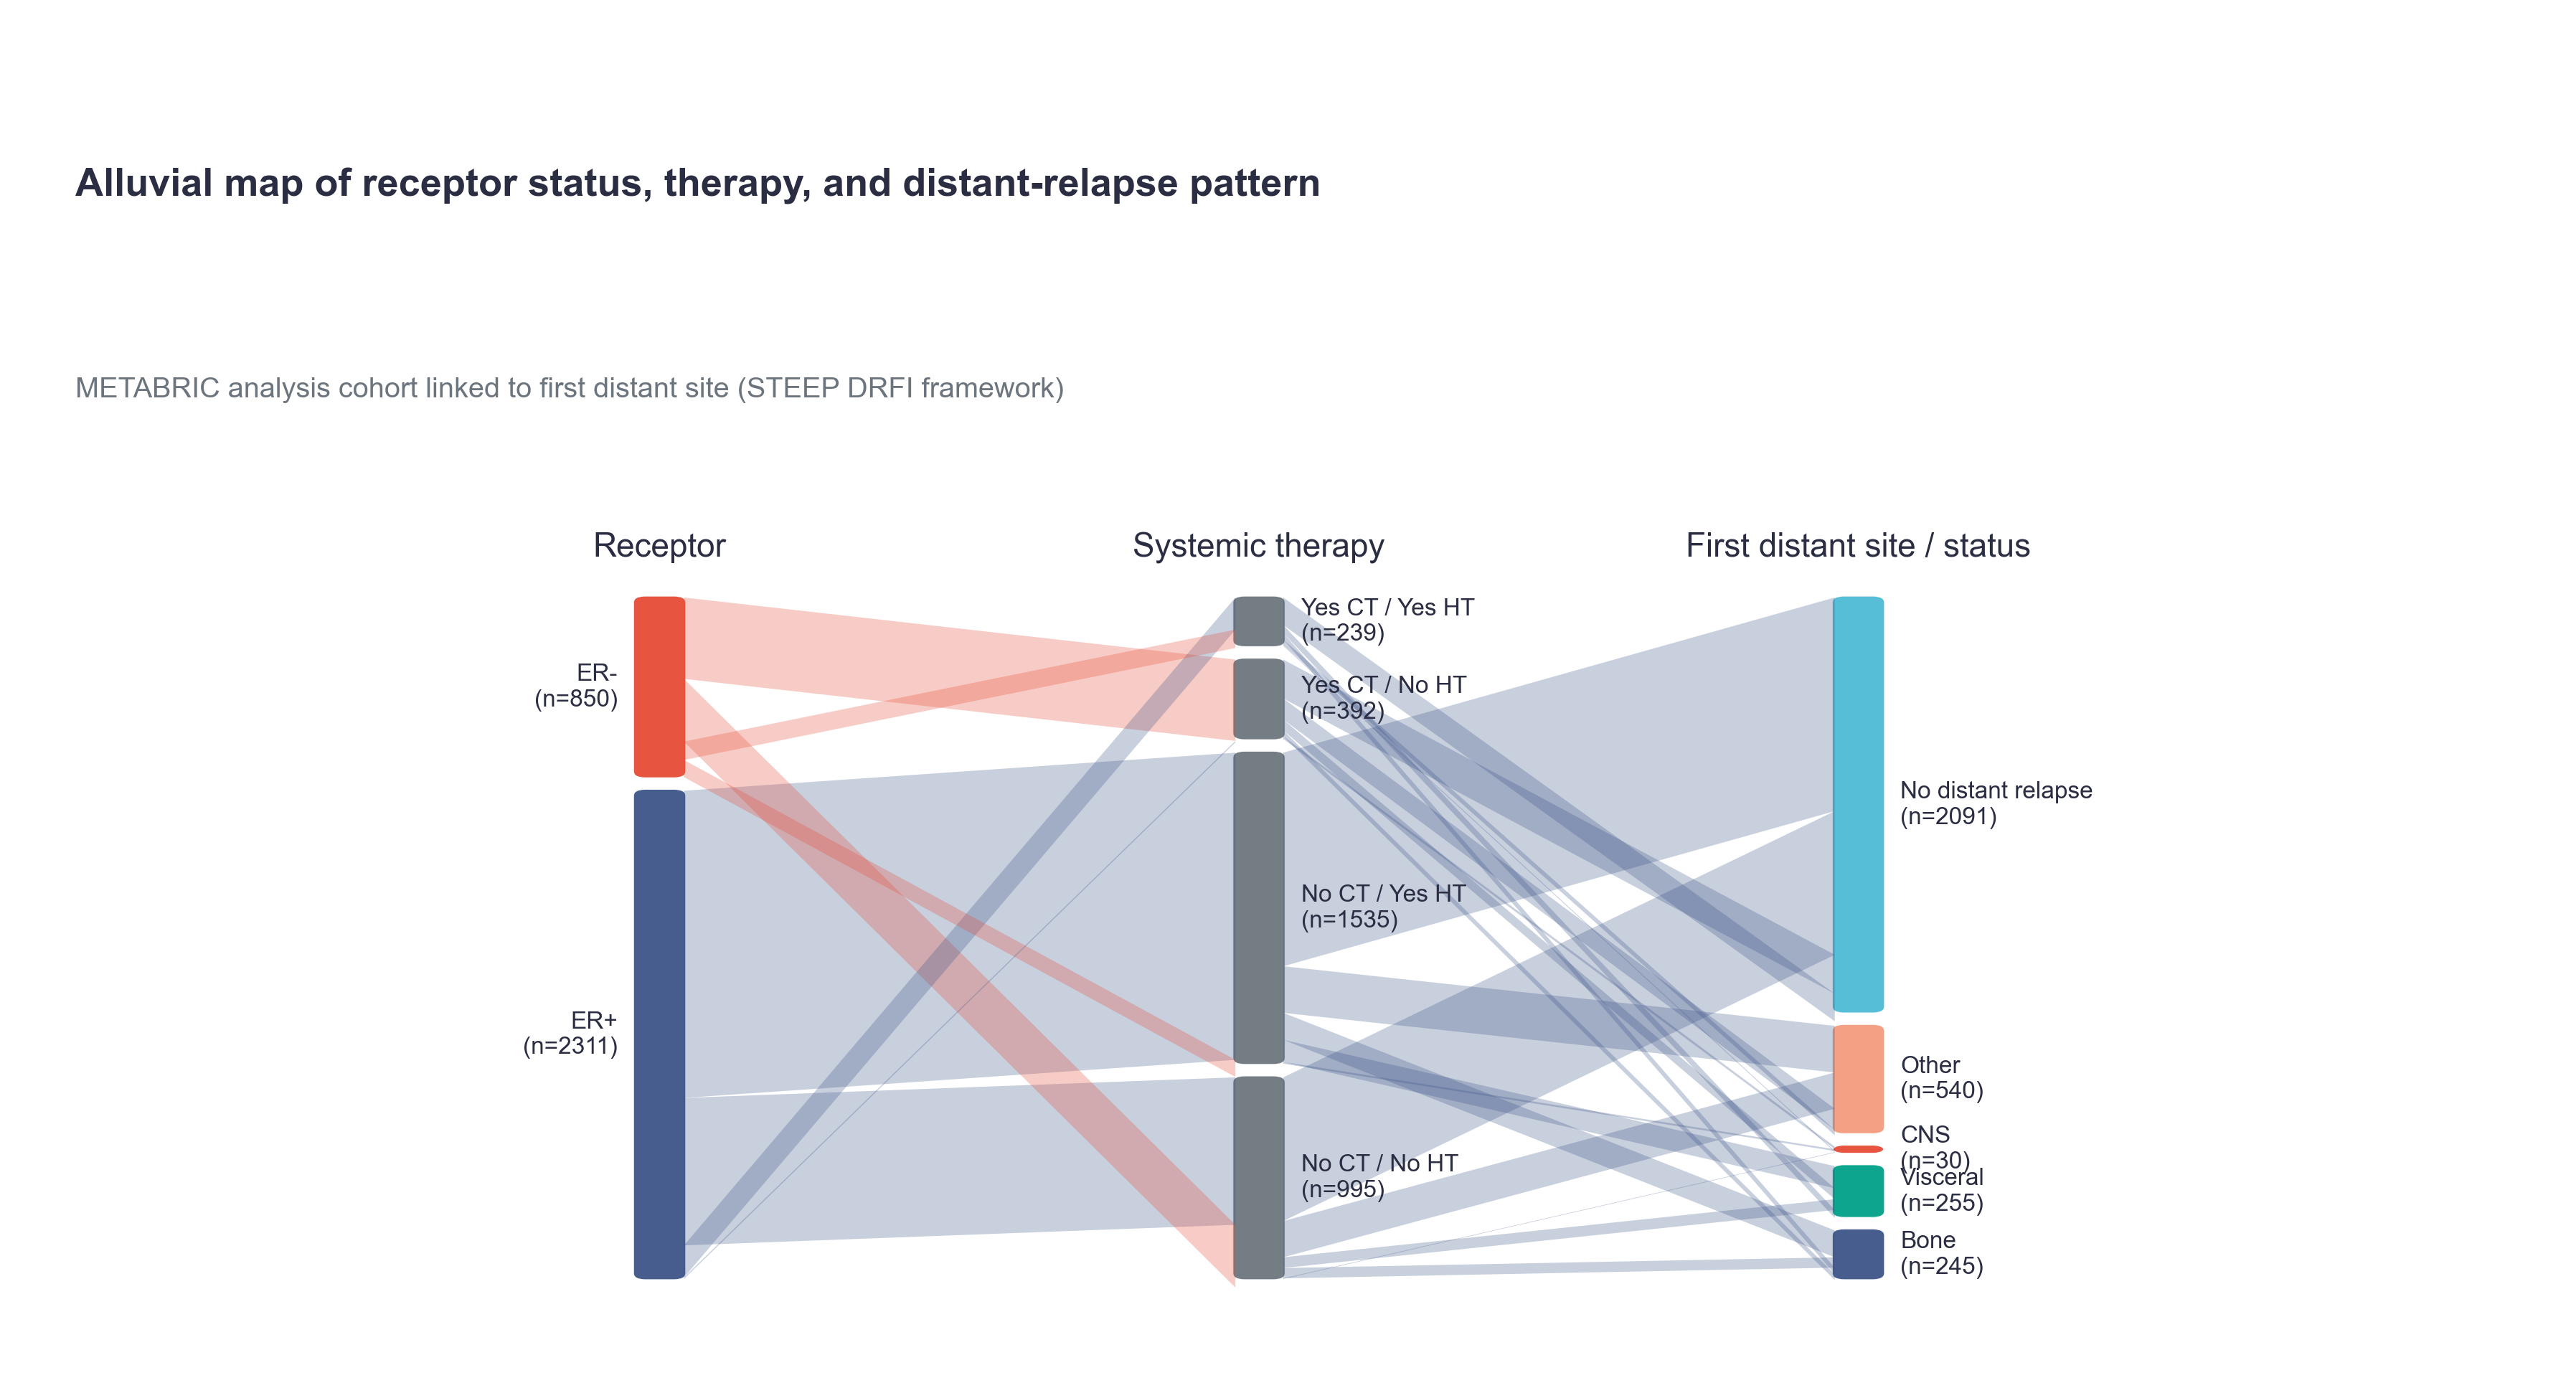 Alluvial map of receptor status, therapy, and distant-relapse pattern
METABRIC analysis cohort linked to first distant site (STEEP DRFI framework)
Receptor
Systemic therapy
First distant site / status
ER-
(n=850)
ER+
(n=2311)
Yes CT / Yes HT
(n=239)
Yes CT / No HT
(n=392)
No CT / Yes HT
(n=1535)
No CT / No HT
(n=995)
No distant relapse
(n=2091)
Other
(n=540)
CNS
(n=30)
Visceral
(n=255)
Bone
(n=245)